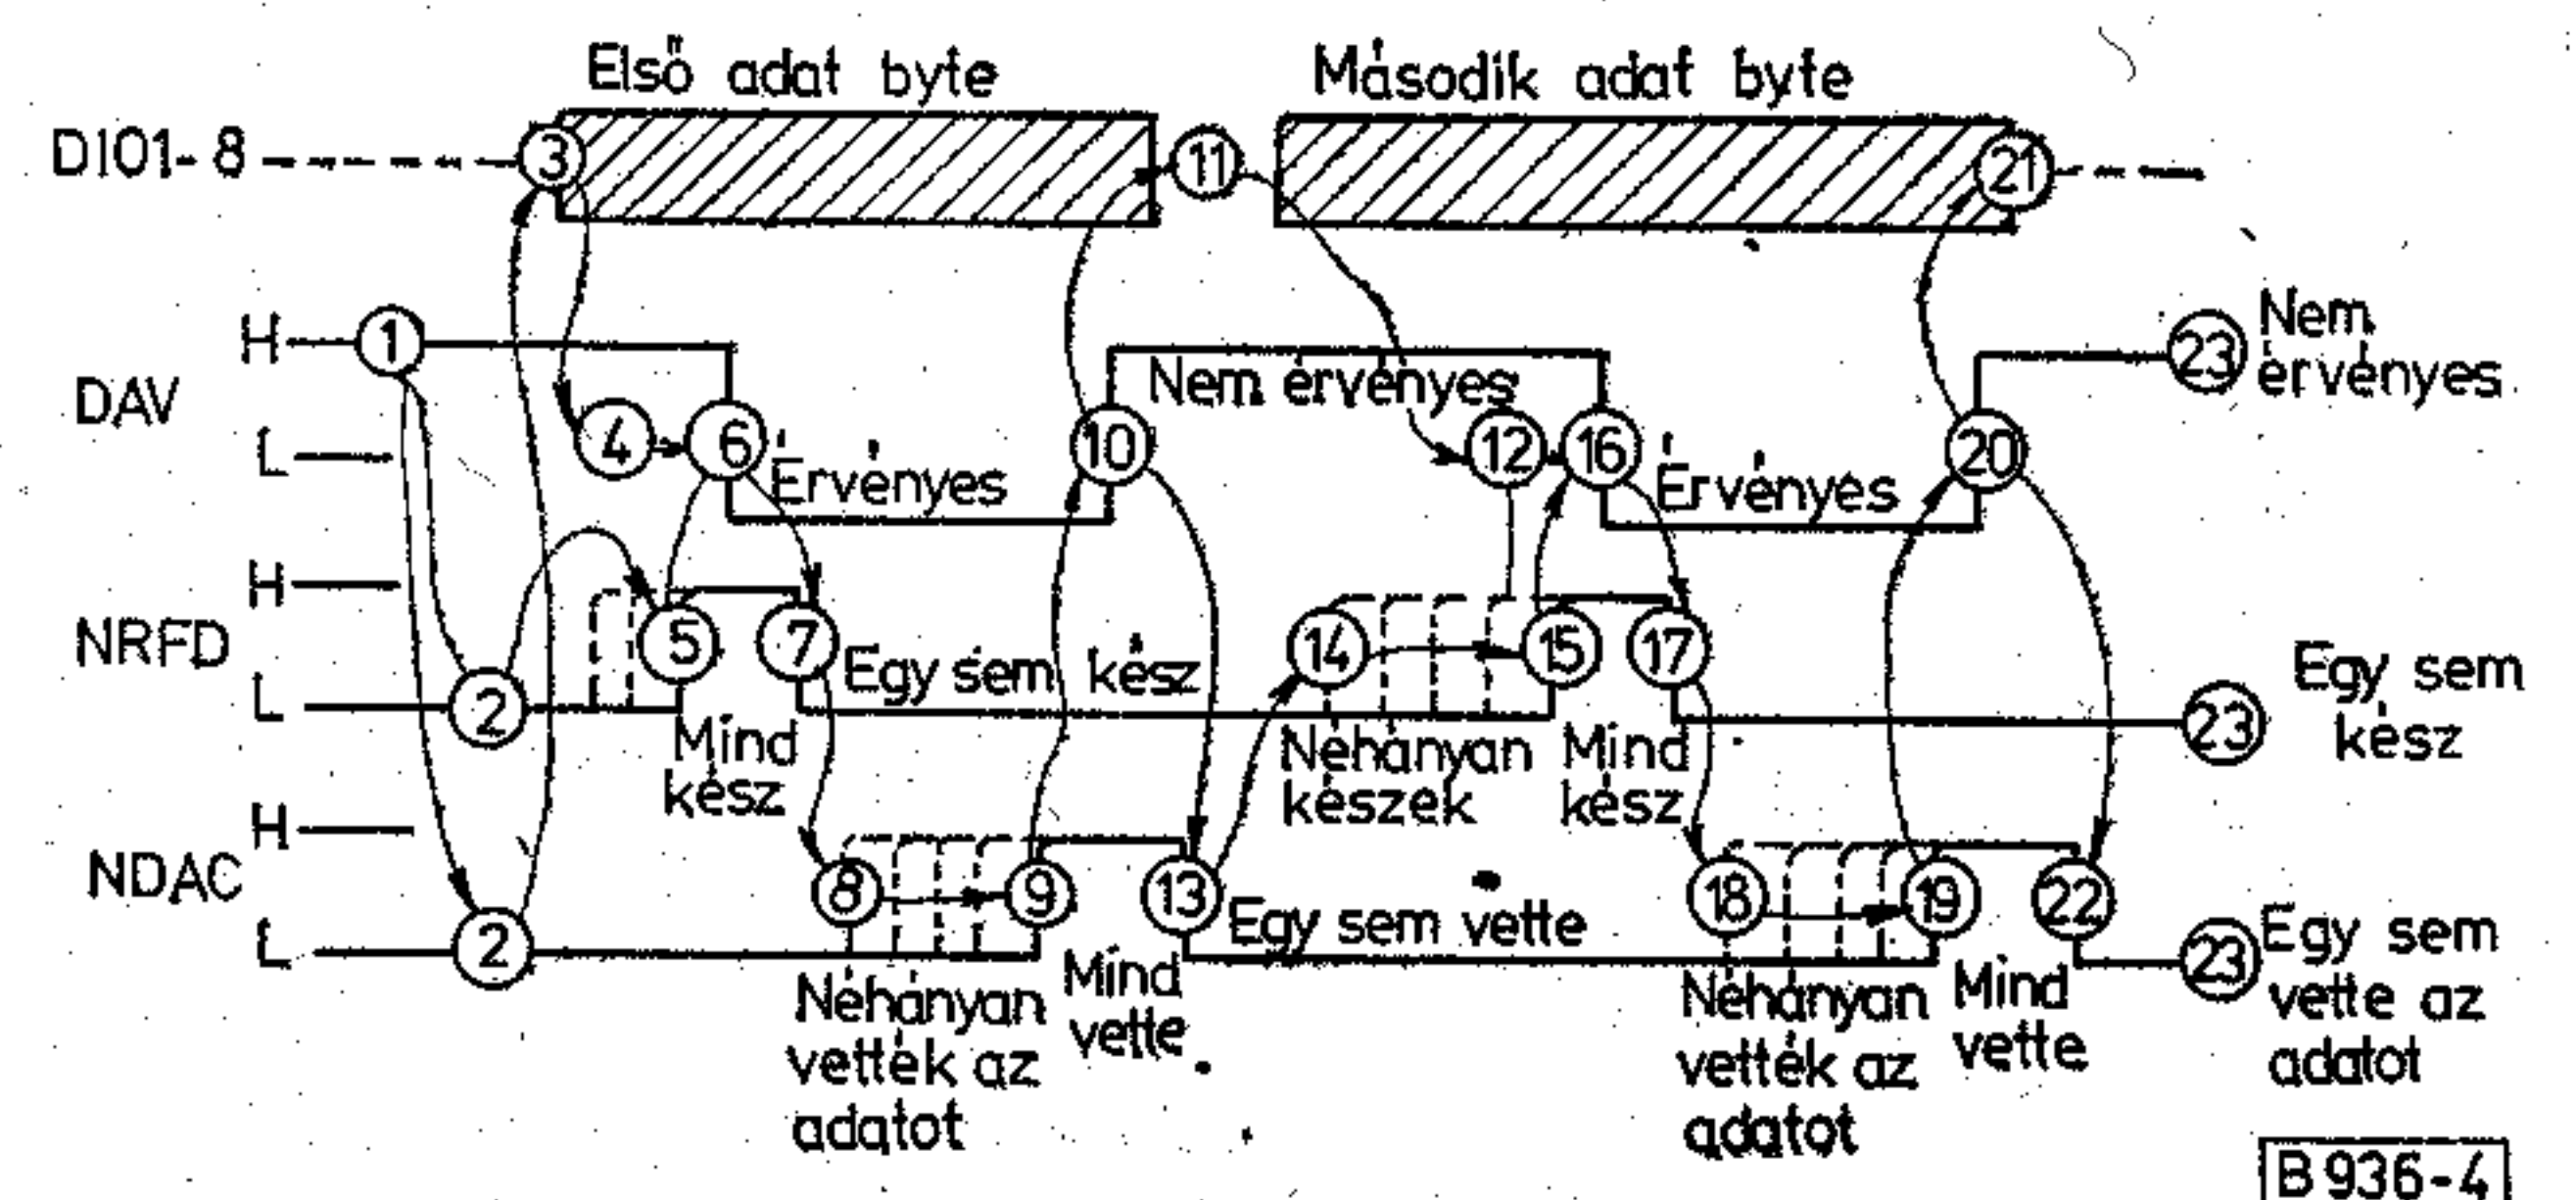 Első adat byte
Második adat byte
DIO1-8
3
11
21
H
1
23
Nem
érvényes
DAV
Nem érvényes
L
4
6
10
12
16
20
Érvényes
Érvényes
H
NRFD
5
7
14
15
17
Egy sem kész
Egy sem
kész
L
2
23
Mind
kész
Néhányan
készek
Mind
kész
H
NDAC
8
9
13
18
19
22
Egy sem vette
L
2
23
Egy sem
vette az
adatot
Néhányan
vették az
adatot
Mind
vette
Néhányan
vették az
adatot
Mind
vette
B 936-4